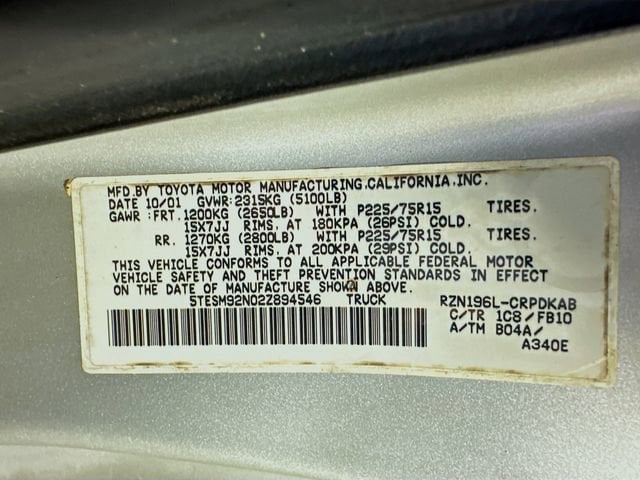 MFD.BY TOYOTA MOTOR MANUFACTURING.CALIFORNIA.INC.
DATE 10/01 GVWR:2315KG (5100LB)
GAWR :FRT.1200KG (2650LB) WITH P225/75R15 TIRES.
15X7JJ RIMS, AT 180KPA (26PSI) COLD.
RR. 1270KG (2800LB) WITH P225/75R15 TIRES.
15X7JJ RIMS, AT 200KPA (29PSI) COLD.
THIS VEHICLE CONFORMS TO ALL APPLICABLE FEDERAL MOTOR
VEHICLE SAFETY AND THEFT PREVENTION STANDARDS IN EFFECT
ON THE DATE OF MANUFACTURE SHOWN ABOVE.
5TESM92N02Z894546 TRUCK RZN196L-CRPDKAB
C/TR 1C8/FB10
A/TM B04A/
A340E